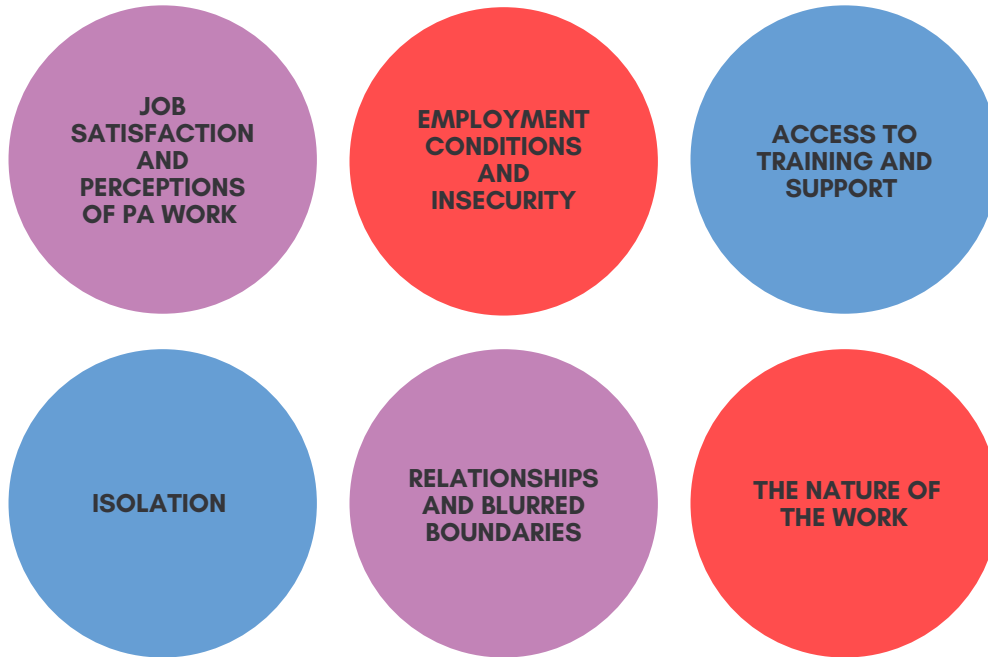 JOB
SATISFACTION
AND
PERCEPTIONS
OF PA WORK
EMPLOYMENT
CONDITIONS
AND
INSECURITY
ACCESS TO
TRAINING AND
SUPPORT
ISOLATION
RELATIONSHIPS
AND BLURRED
BOUNDARIES
THE NATURE OF
THE WORK